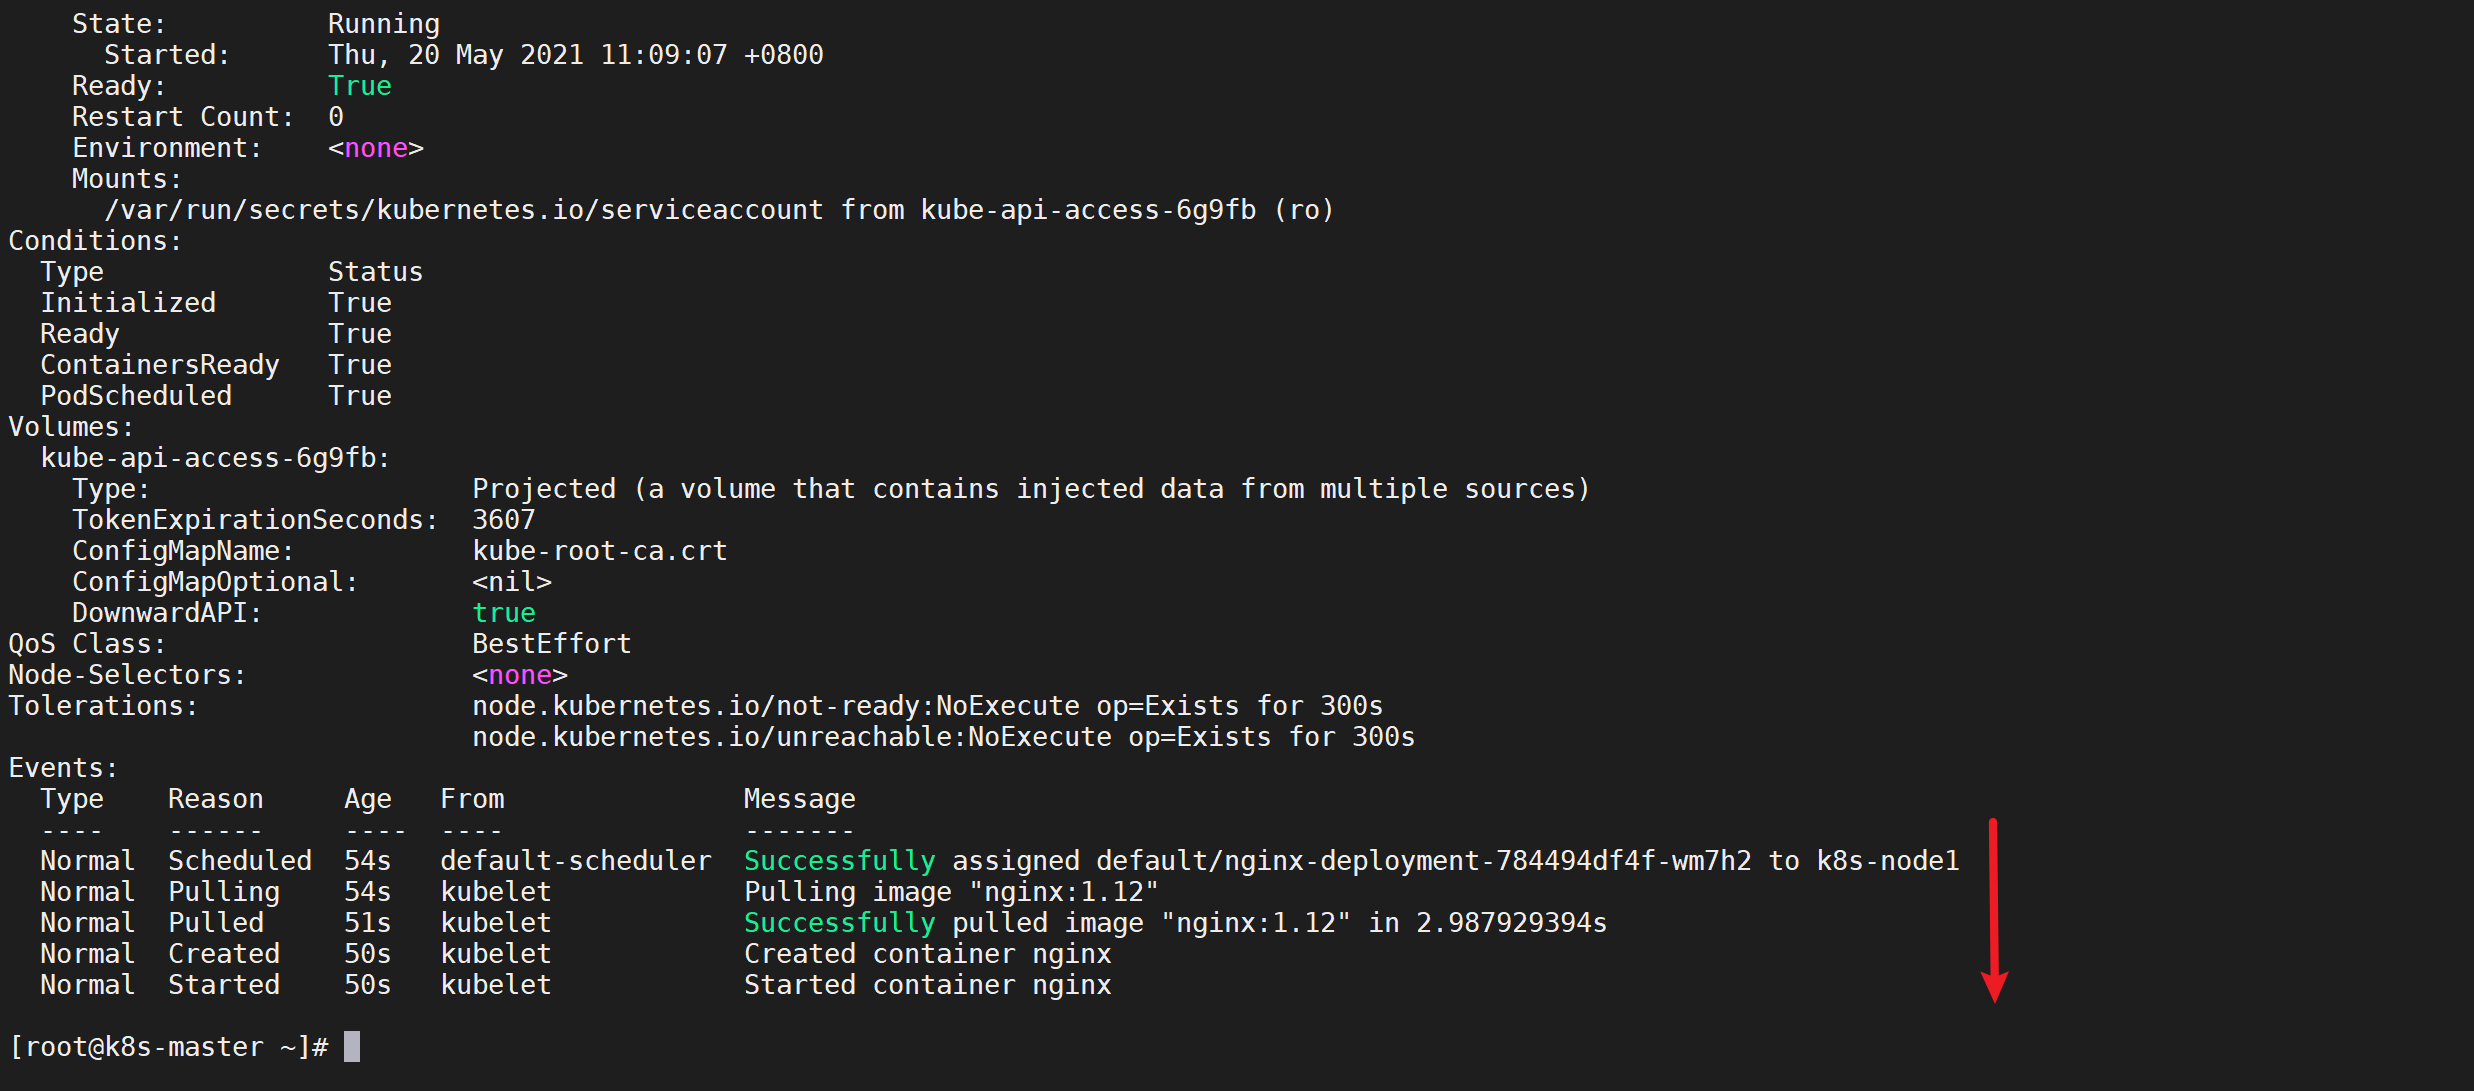 State:          Running
      Started:      Thu, 20 May 2021 11:09:07 +0800
    Ready:          True
    Restart Count:  0
    Environment:    <none>
    Mounts:
      /var/run/secrets/kubernetes.io/serviceaccount from kube-api-access-6g9fb (ro)
Conditions:
  Type              Status
  Initialized       True
  Ready             True
  ContainersReady   True
  PodScheduled      True
Volumes:
  kube-api-access-6g9fb:
    Type:                    Projected (a volume that contains injected data from multiple sources)
    TokenExpirationSeconds:  3607
    ConfigMapName:           kube-root-ca.crt
    ConfigMapOptional:       <nil>
    DownwardAPI:             true
QoS Class:                   BestEffort
Node-Selectors:              <none>
Tolerations:                 node.kubernetes.io/not-ready:NoExecute op=Exists for 300s
                             node.kubernetes.io/unreachable:NoExecute op=Exists for 300s
Events:
  Type    Reason     Age   From               Message
  ----    ------     ----  ----               -------
  Normal  Scheduled  54s   default-scheduler  Successfully assigned default/nginx-deployment-784494df4f-wm7h2 to k8s-node1
  Normal  Pulling    54s   kubelet            Pulling image "nginx:1.12"
  Normal  Pulled     51s   kubelet            Successfully pulled image "nginx:1.12" in 2.987929394s
  Normal  Created    50s   kubelet            Created container nginx
  Normal  Started    50s   kubelet            Started container nginx
[root@k8s-master ~]#